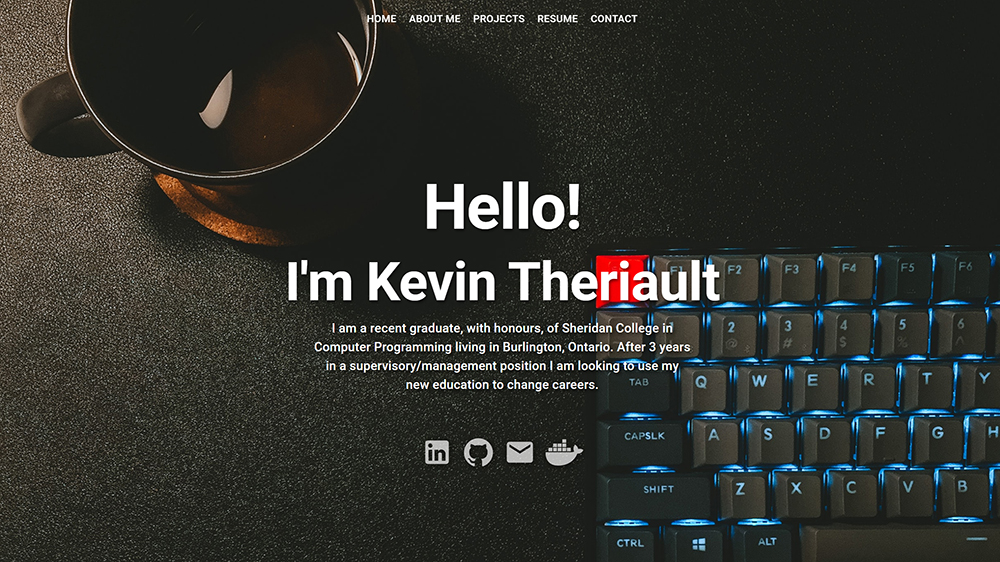 HOME ABOUT ME PROJECTS RESUME CONTACT
Hello!
I'm Kevin Theriault
I am a recent graduate, with honours, of Sheridan College in
Computer Programming living in Burlington, Ontario. After 3 years
in a supervisory/management position I am looking to use my
new education to change careers.
in
F1 F2 F3 F4 F5 F6
2 3 4 5 6
@ # $ % ^
TAB Q W E R T Y
CAPSLK A S D F G H
SHIFT Z X C V B
CTRL ALT